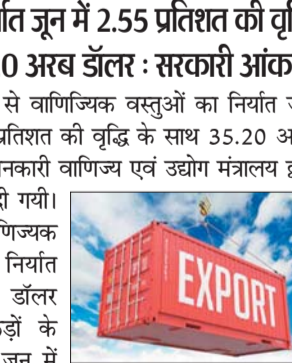 र्यात जून में 2.55 प्रतिशत की वृ
0 अरब डॉलर : सरकारी आंक
से वाणिज्यिक वस्तुओं का निर्यात
प्रतिशत की वृद्धि के साथ 35.20 अ
नकारी वाणिज्य एवं उद्योग मंत्रालय द्व
दी गयी।
णिज्यक
निर्यात
डॉलर
ड़ों के
जून में
EXPORT